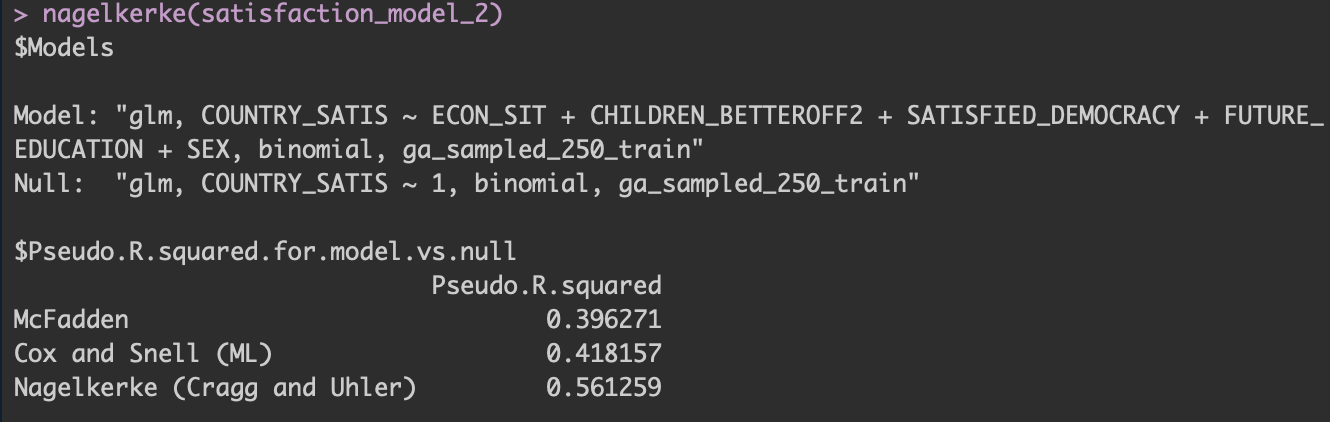 > nagelkerke(satisfaction_model_2)
$Models
Model: "glm, COUNTRY_SATIS ~ ECON_SIT + CHILDREN_BETTEROFF2 + SATISFIED_DEMOCRACY + FUTURE_
EDUCATION + SEX, binomial, ga_sampled_250_train"
Null:  "glm, COUNTRY_SATIS ~ 1, binomial, ga_sampled_250_train"
$Pseudo.R.squared.for.model.vs.null
Pseudo.R.squared
McFadden 0.396271
Cox and Snell (ML) 0.418157
Nagelkerke (Cragg and Uhler) 0.561259